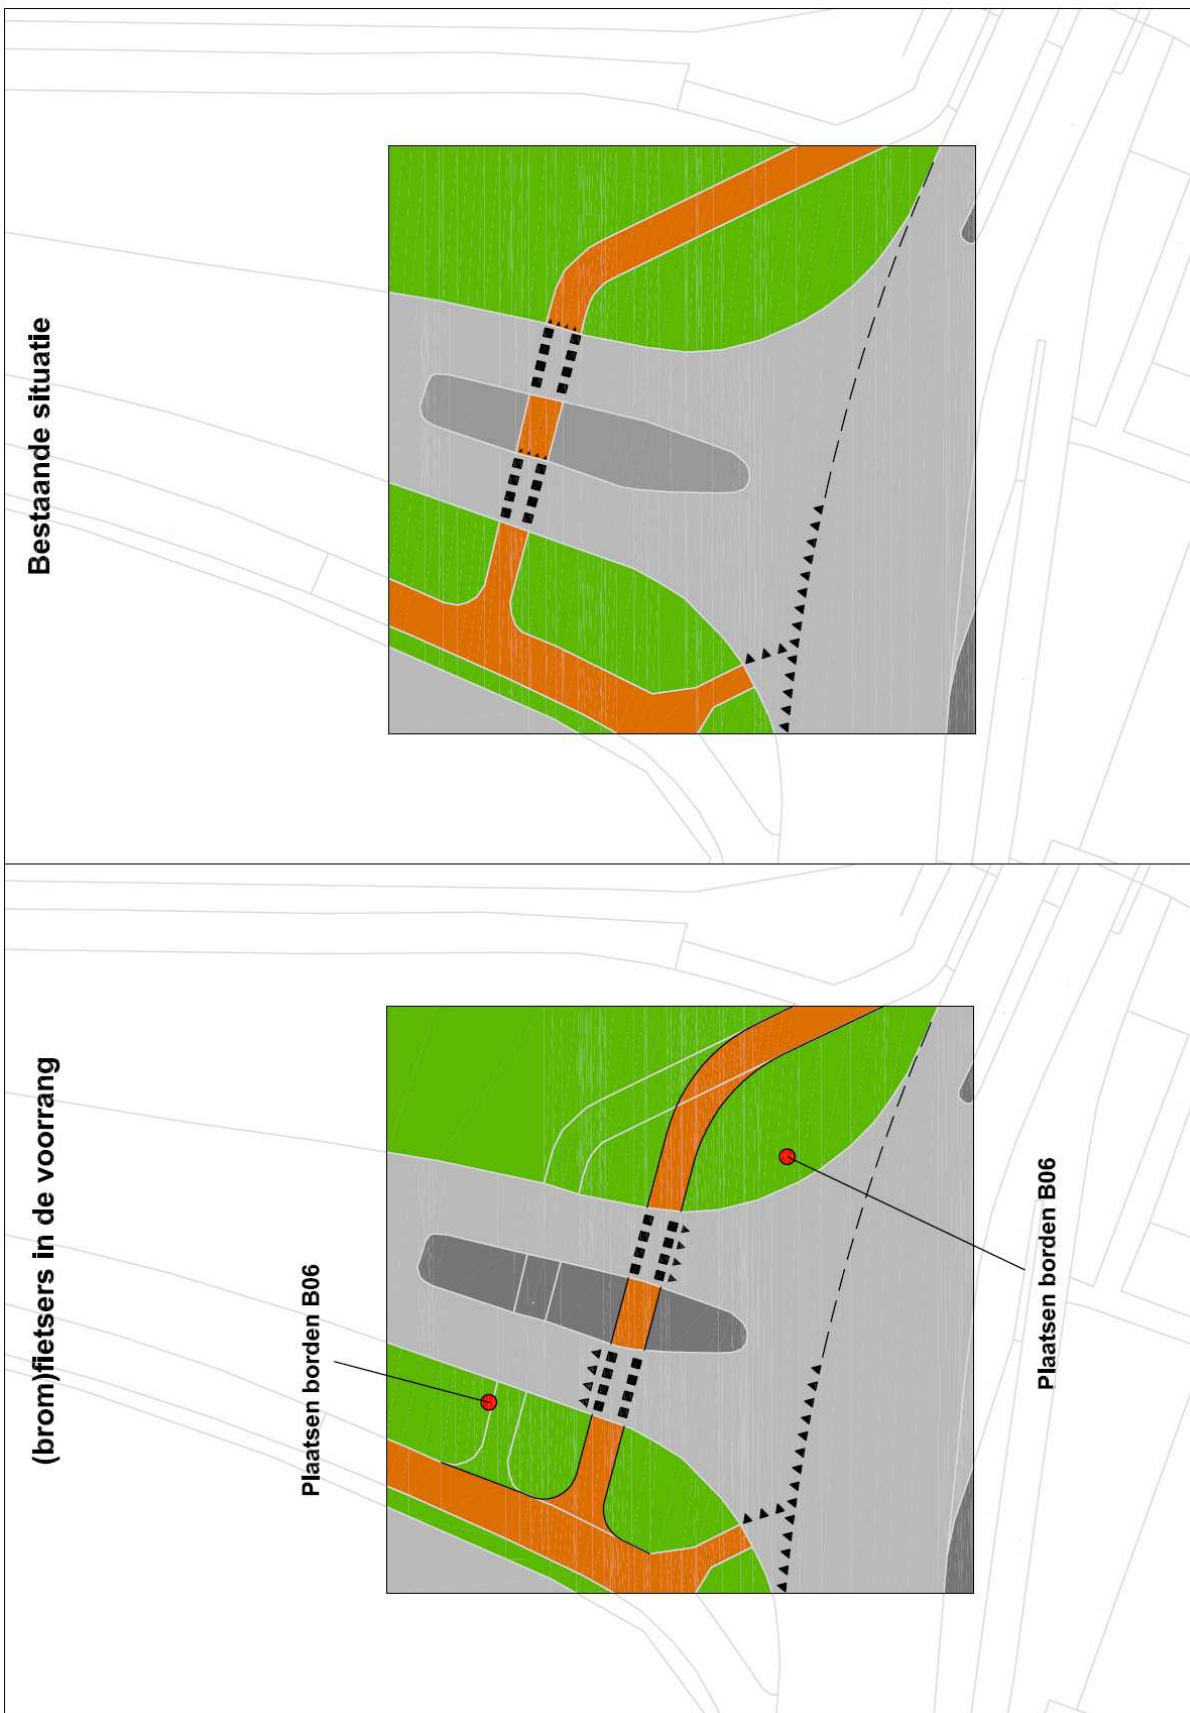 Bestaande situatie
(brom)fietsers in de voorrang
Plaatsen borden B06
Plaatsen borden B06